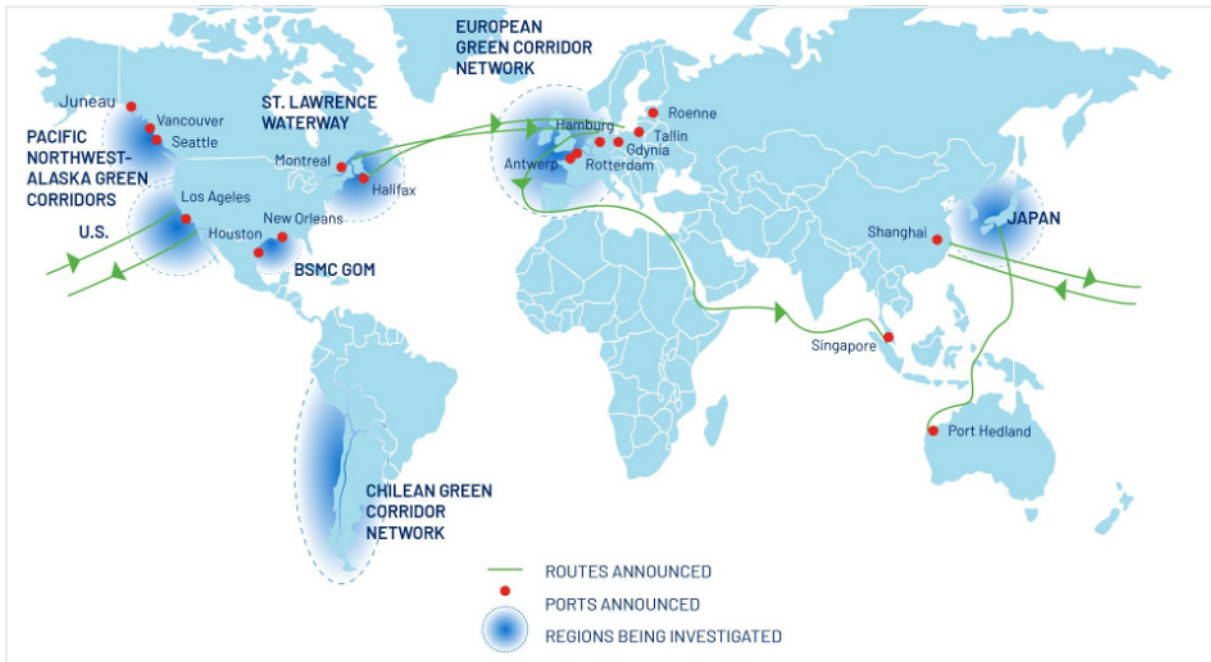 EUROPEAN
GREEN CORRIDOR
NETWORK
Juneau
Vancouver
Seattle
PACIFIC
NORTHWEST-
ALASKA GREEN
CORRIDORS
ST. LAWRENCE
WATERWAY
Montreal
Halifax
Hamburg
Roenne
Tallin
Gdynia
Antwerp
Rotterdam
Los Ageles
U.S.
New Orleans
Houston
BSMC GOM
Shanghai
JAPAN
Singapore
Port Hedland
CHILEAN GREEN
CORRIDOR
NETWORK
ROUTES ANNOUNCED
PORTS ANNOUNCED
REGIONS BEING INVESTIGATED